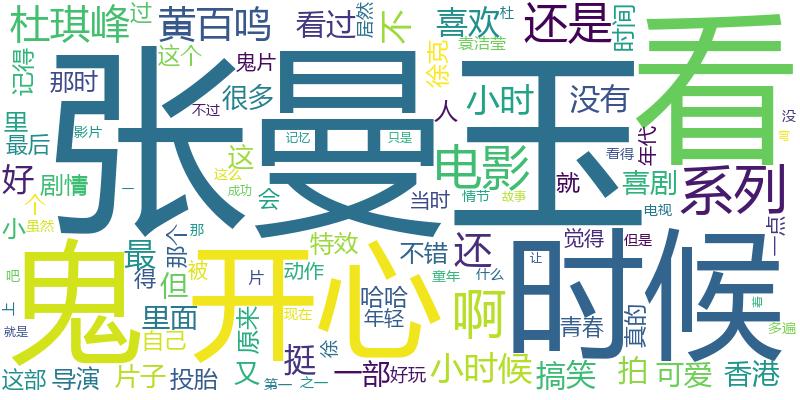 杜琪峰
过
黄百鸣
看过
居然
不
喜欢
杜
还是
时间
看
袁洁莹
记得
那时
这个
鬼片
徐克
小时
没有
很多
不过
人
没
里
影片
张曼玉
记忆
只是
看得
年代
最后
这
电影
好
剧情
这么
成功
会
当时
情节
故事
就
喜剧
系列
一
个
虽然
小
那
电视
一点
最
那个
特效
不错
还
觉得
但是
鬼
得
被
片
动作
开心
童年
什么
让
时候
吧
但
哈哈
上
里面
原来
现在
年轻
啊
青春
真的
多遍
就是
自己
挺
徐
小时候
这部
导演
片子
投胎
又
第一
之一
一部
好玩
搞笑
拍
可爱
香港